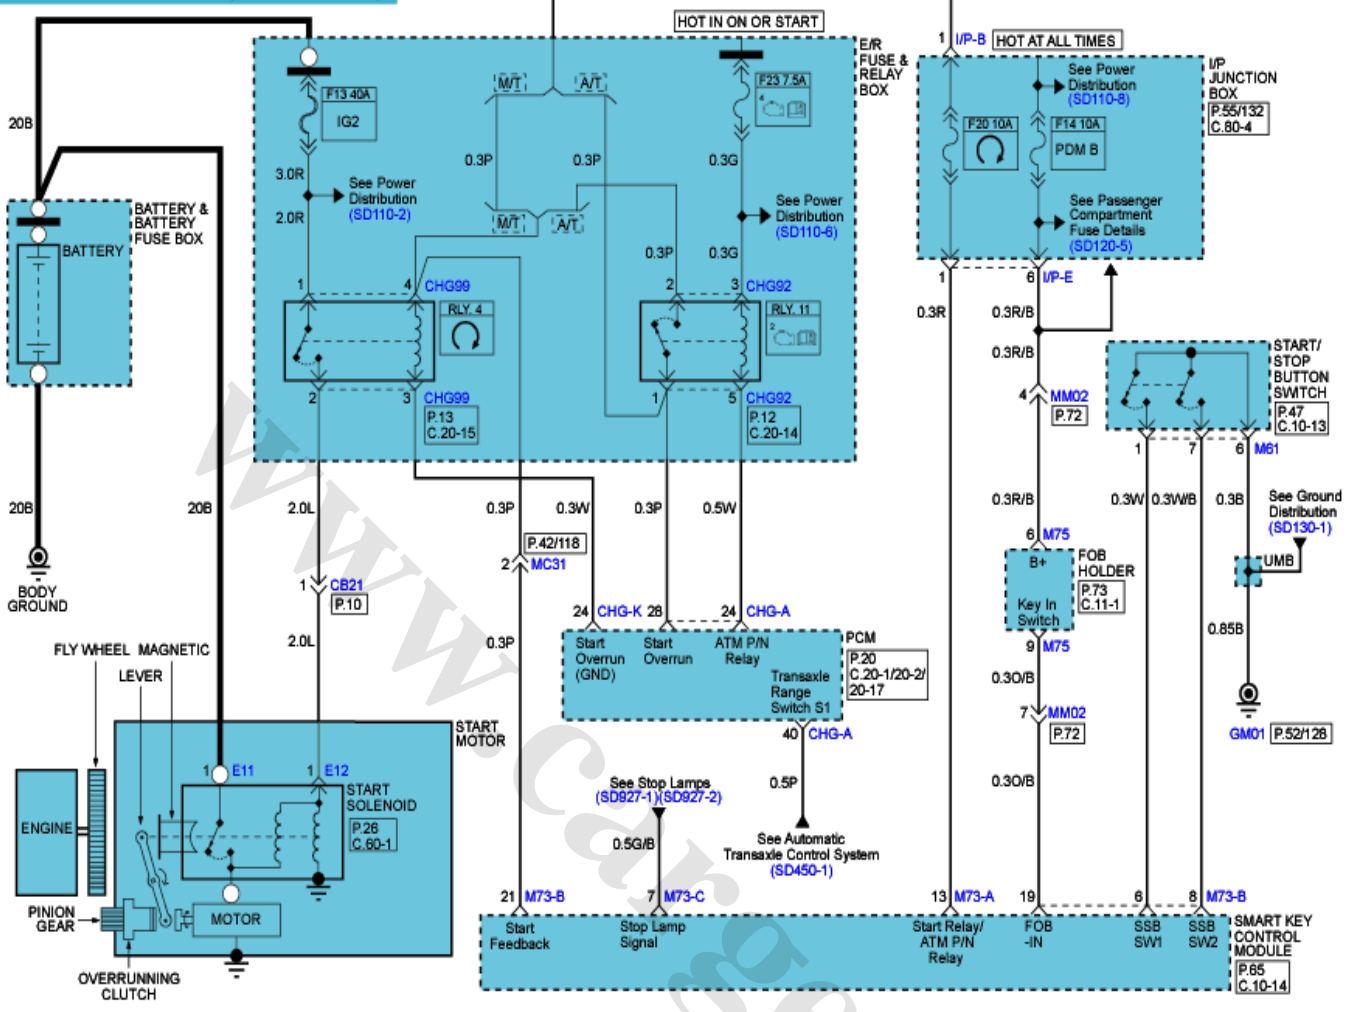 HOT IN ON OR START
E/R
FUSE &
RELAY
BOX
1 I/P-B
HOT AT ALL TIMES
I/P
JUNCTION
BOX
P.55/132
C.80-4
20B
F13 40A
IG2
M/T
A/T
F23 7.5A
4
See Power
Distribution
(SD110-8)
F20 10A
F14 10A
PDM B
3.0R
0.3P
0.3P
0.3G
See Power
Distribution
(SD110-2)
2.0R
M/T
A/T
See Power
Distribution
(SD110-6)
See Passenger
Compartment
Fuse Details
(SD120-5)
BATTERY &
BATTERY
FUSE BOX
BATTERY
0.3P
0.3G
1
4 CHG99
2
3 CHG92
1
6 I/P-E
RLY. 4
RLY. 11
2
0.3R
0.3R/B
0.3R/B
START/
STOP
BUTTON
SWITCH
P.47
C.10-13
2
3 CHG99
P.13
C.20-15
1
5 CHG92
P.12
C.20-14
4 MM02
P.72
1
7
6 M61
20B
20B
2.0L
0.3P
0.3W
0.3P
0.5W
0.3R/B
0.3W
0.3W/B
0.3B
See Ground
Distribution
(SD130-1)
P.42/118
2 MC31
6 M75
B+
FOB
HOLDER
P.73
C.11-1
Key In
Switch
9 M75
UMB
BODY
GROUND
1 CB21
P.10
24 CHG-K
28
24 CHG-A
2.0L
0.3P
Start
Overrun
(GND)
Start
Overrun
ATM P/N
Relay
Transaxle
Range
Switch S1
PCM
P.20
C.20-1/20-2/
20-17
0.85B
0.3O/B
7 MM02
P.72
GM01 P.52/128
40 CHG-A
FLY WHEEL
MAGNETIC
LEVER
START
MOTOR
1 E11
1 E12
START
SOLENOID
P.26
C.60-1
ENGINE
See Stop Lamps
(SD927-1)(SD927-2)
0.5P
0.3O/B
0.5G/B
See Automatic
Transaxle Control System
(SD450-1)
PINION
GEAR
MOTOR
OVERRUNNING
CLUTCH
21 M73-B
7 M73-C
13 M73-A
19
6
8 M73-B
Start
Feedback
Stop Lamp
Signal
Start Relay/
ATM P/N
Relay
FOB
-IN
SSB
SW1
SSB
SW2
SMART KEY
CONTROL
MODULE
P.65
C.10-14
www.carge